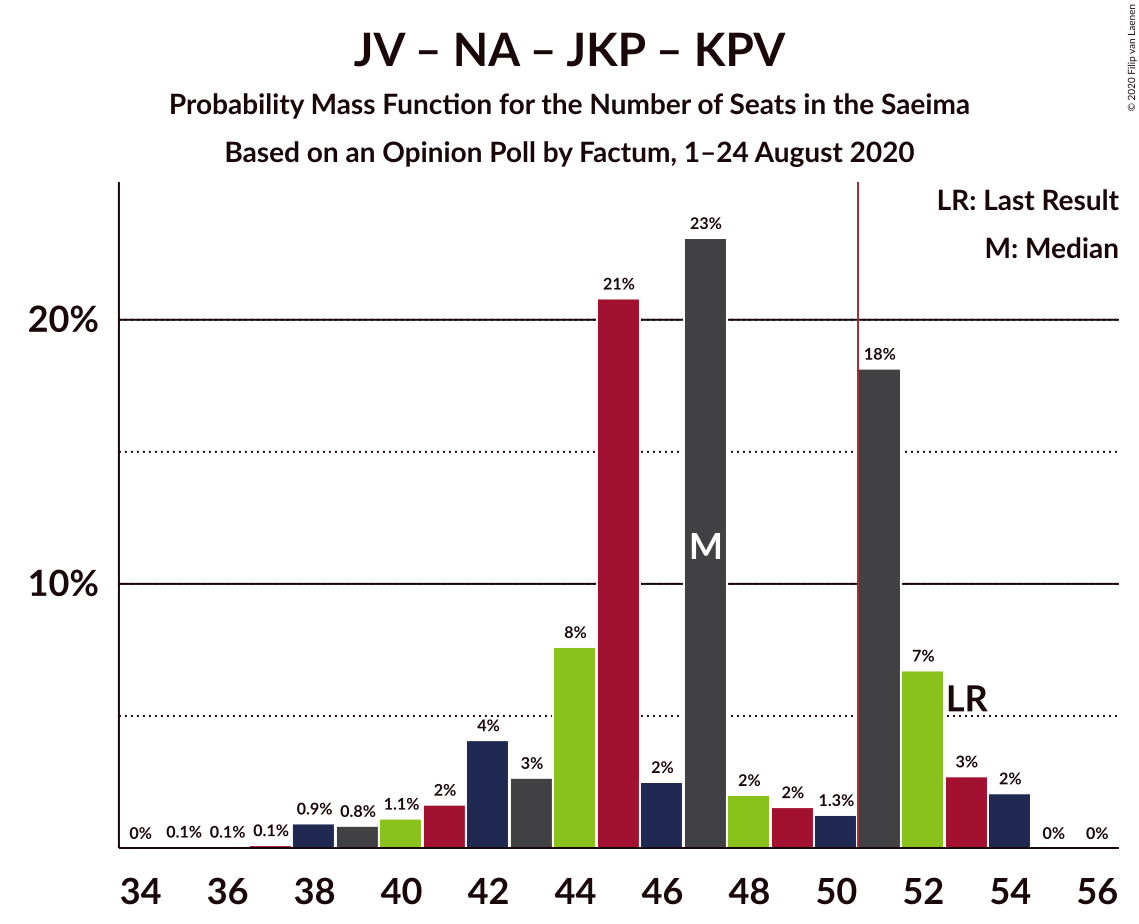 JV – NA – JKP – KPV
Probability Mass Function for the Number of Seats in the Saeima
Based on an Opinion Poll by Factum, 1–24 August 2020
© 2020 Filip van Laenen
LR: Last Result
M: Median
20%
10%
0%
0.1%
0.1%
0.1%
0.9%
0.8%
1.1%
2%
4%
3%
8%
21%
2%
23%
2%
2%
1.3%
18%
7%
3%
2%
0%
0%
M
LR
34 36 38 40 42 44 46 48 50 52 54 56